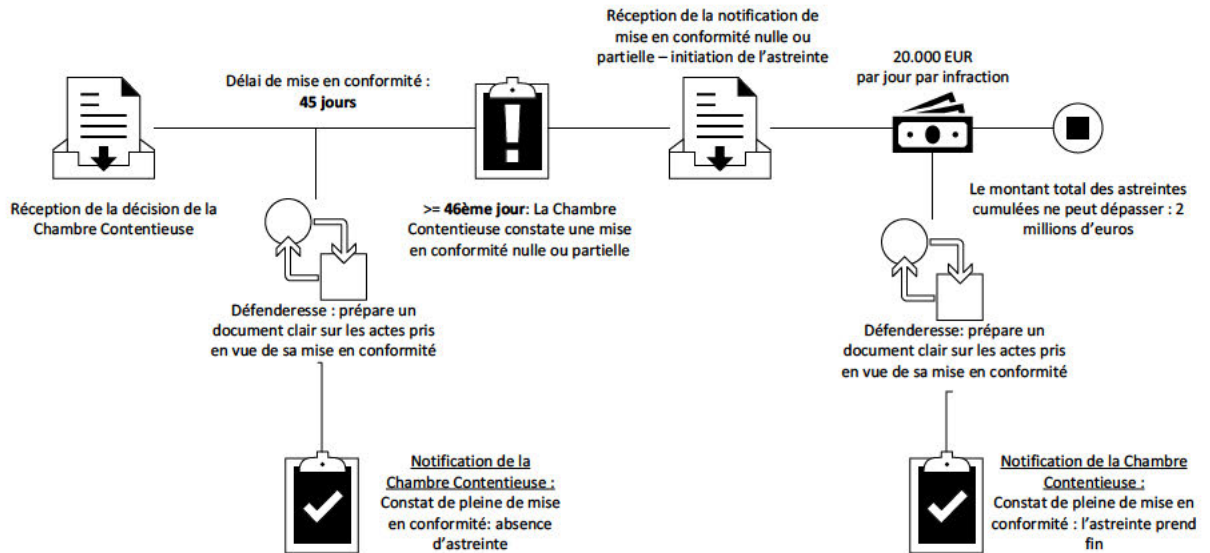 Réception de la décision de la
Chambre Contentieuse
Délai de mise en conformité :
45 jours
Défenderesse : prépare un
document clair sur les actes pris
en vue de sa mise en conformité
Notification de la
Chambre Contentieuse :
Constat de pleine de mise
en conformité: absence
d’astreinte
>= 46ème jour: La Chambre
Contentieuse constate une mise
en conformité nulle ou partielle
Réception de la notification de
mise en conformité nulle ou
partielle – initiation de l’astreinte
20.000 EUR
par jour par infraction
Le montant total des astreintes
cumulées ne peut dépasser : 2
millions d’euros
Défenderesse: prépare un
document clair sur les actes pris
en vue de sa mise en conformité
Notification de la Chambre
Contentieuse :
Constat de pleine de mise en
conformité : l’astreinte prend
fin